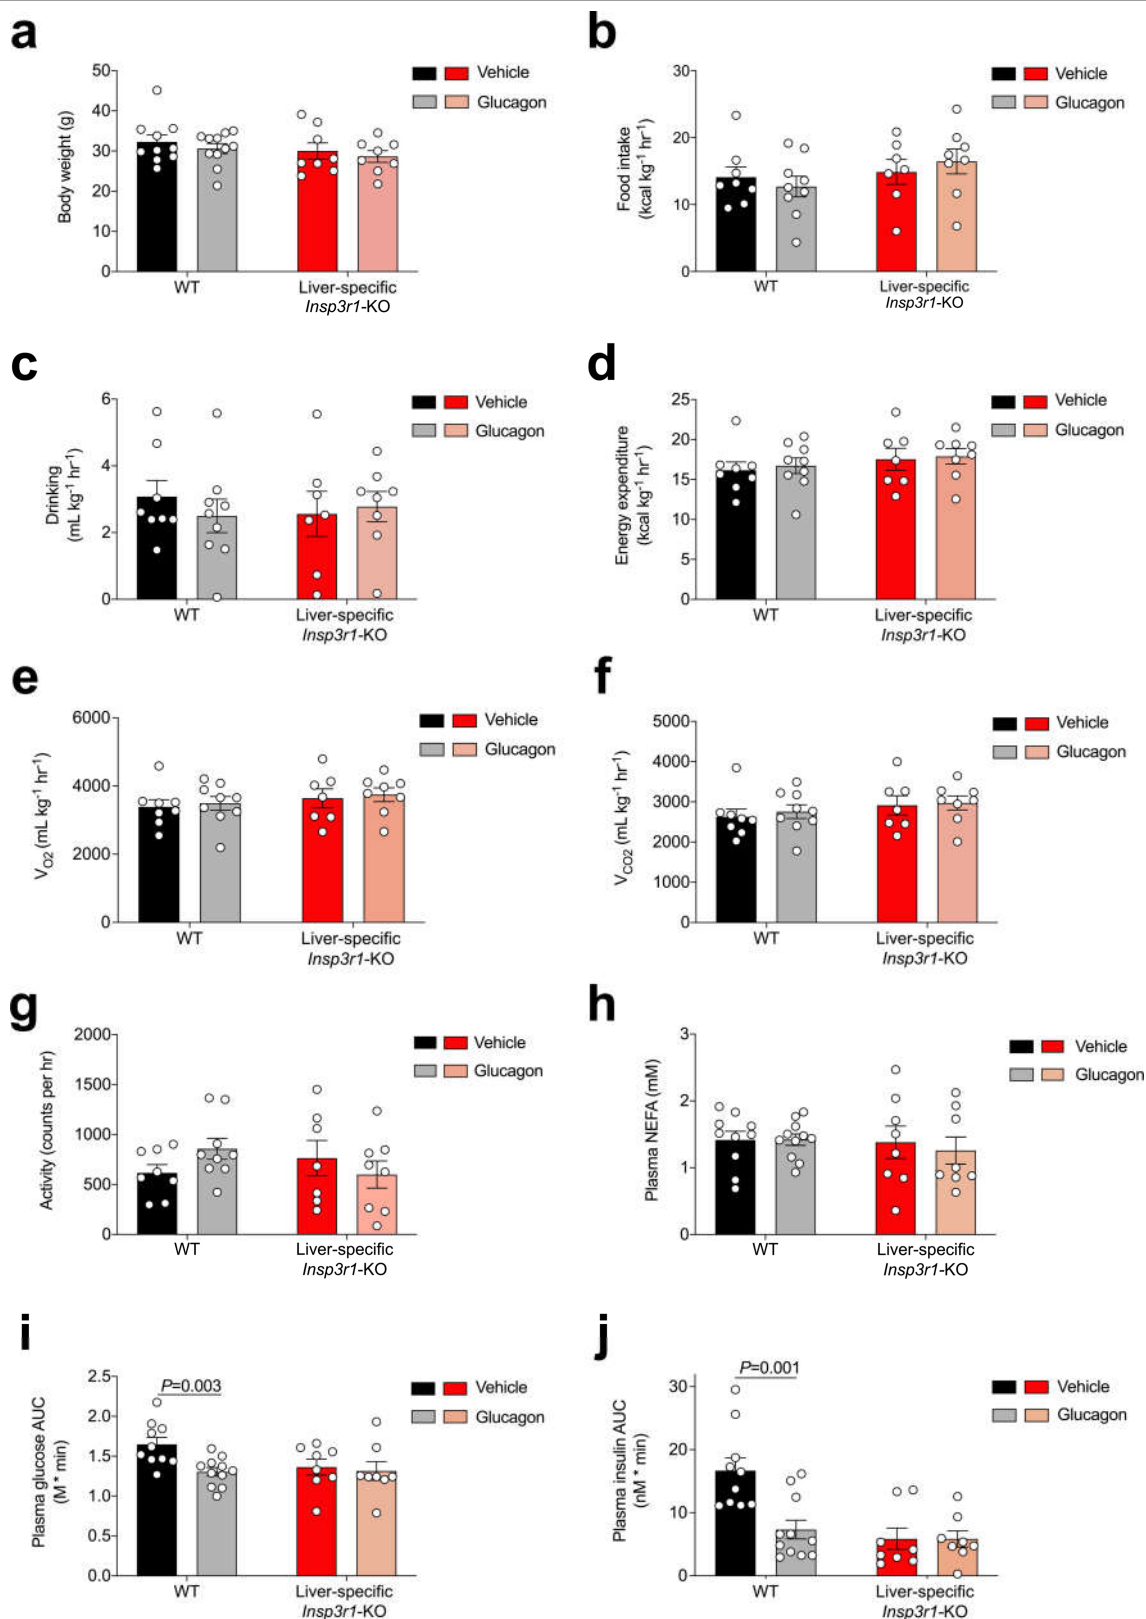 a
b
50
40
30
20
10
0
Body weight (g)
Vehicle
Glucagon
WT
Liver-specific
Insp3r1-KO
30
20
10
0
Food intake
(kcal kg-1 hr-1)
Vehicle
Glucagon
WT
Liver-specific
Insp3r1-KO
c
d
6
4
2
0
Drinking
(mL kg-1 hr-1)
Vehicle
Glucagon
WT
Liver-specific
Insp3r1-KO
25
20
15
10
5
0
Energy expenditure
(kcal kg-1 hr-1)
Vehicle
Glucagon
WT
Liver-specific
Insp3r1-KO
e
f
6000
4000
2000
0
VO2 (mL kg-1 hr-1)
Vehicle
Glucagon
WT
Liver-specific
Insp3r1-KO
5000
4000
3000
2000
1000
0
VCO2 (mL kg-1 hr-1)
Vehicle
Glucagon
WT
Liver-specific
Insp3r1-KO
g
h
2000
1500
1000
500
0
Activity (counts per hr)
Vehicle
Glucagon
WT
Liver-specific
Insp3r1-KO
3
2
1
0
Plasma NEFA (mM)
Vehicle
Glucagon
WT
Liver-specific
Insp3r1-KO
i
j
2.5
2.0
1.5
1.0
0.5
0.0
Plasma glucose AUC
(M * min)
P=0.003
Vehicle
Glucagon
WT
Liver-specific
Insp3r1-KO
30
20
10
0
Plasma insulin AUC
(nM * min)
P=0.001
Vehicle
Glucagon
WT
Liver-specific
Insp3r1-KO